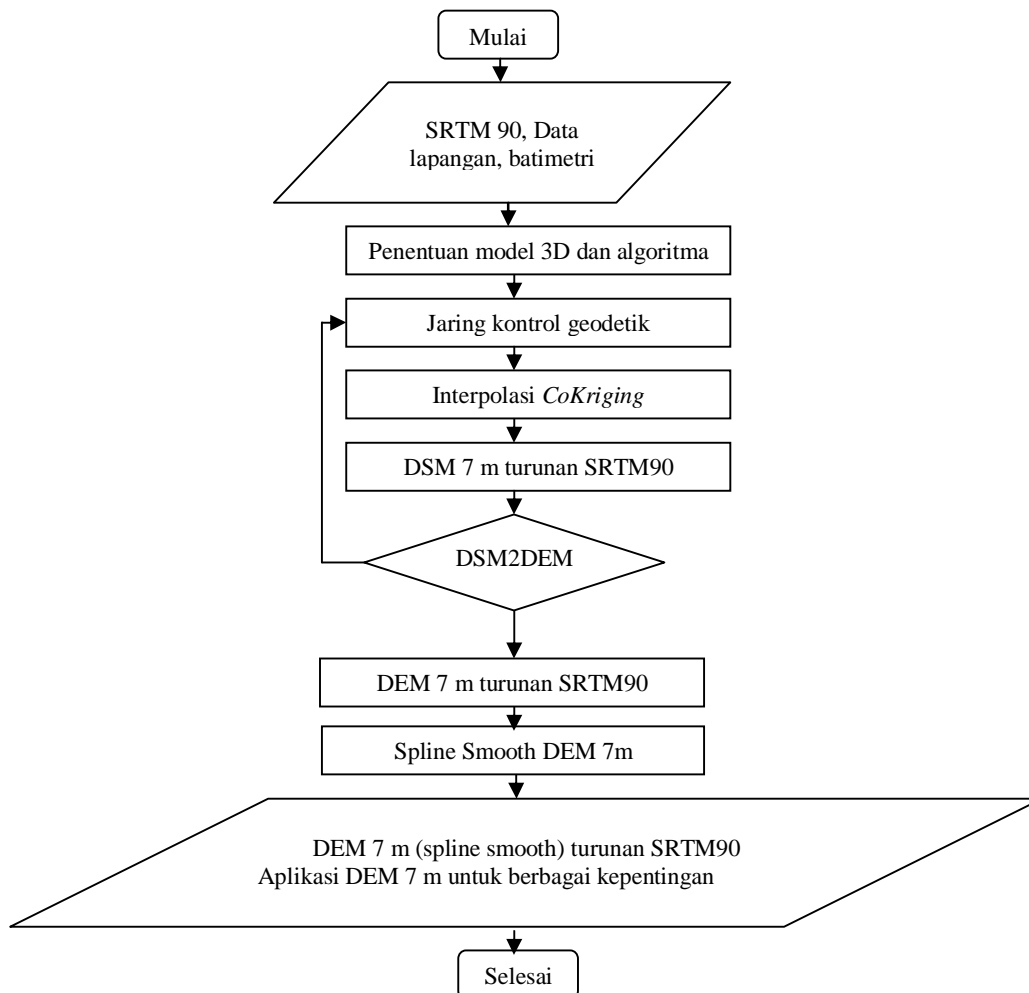 Mulai
SRTM 90, Data
lapangan, batimetri
Penentuan model 3D dan algoritma
Jaring kontrol geodetik
Interpolasi CoKriging
DSM 7 m turunan SRTM90
DSM2DEM
DEM 7 m turunan SRTM90
Spline Smooth DEM 7m
DEM 7 m (spline smooth) turunan SRTM90
Aplikasi DEM 7 m untuk berbagai kepentingan
Selesai